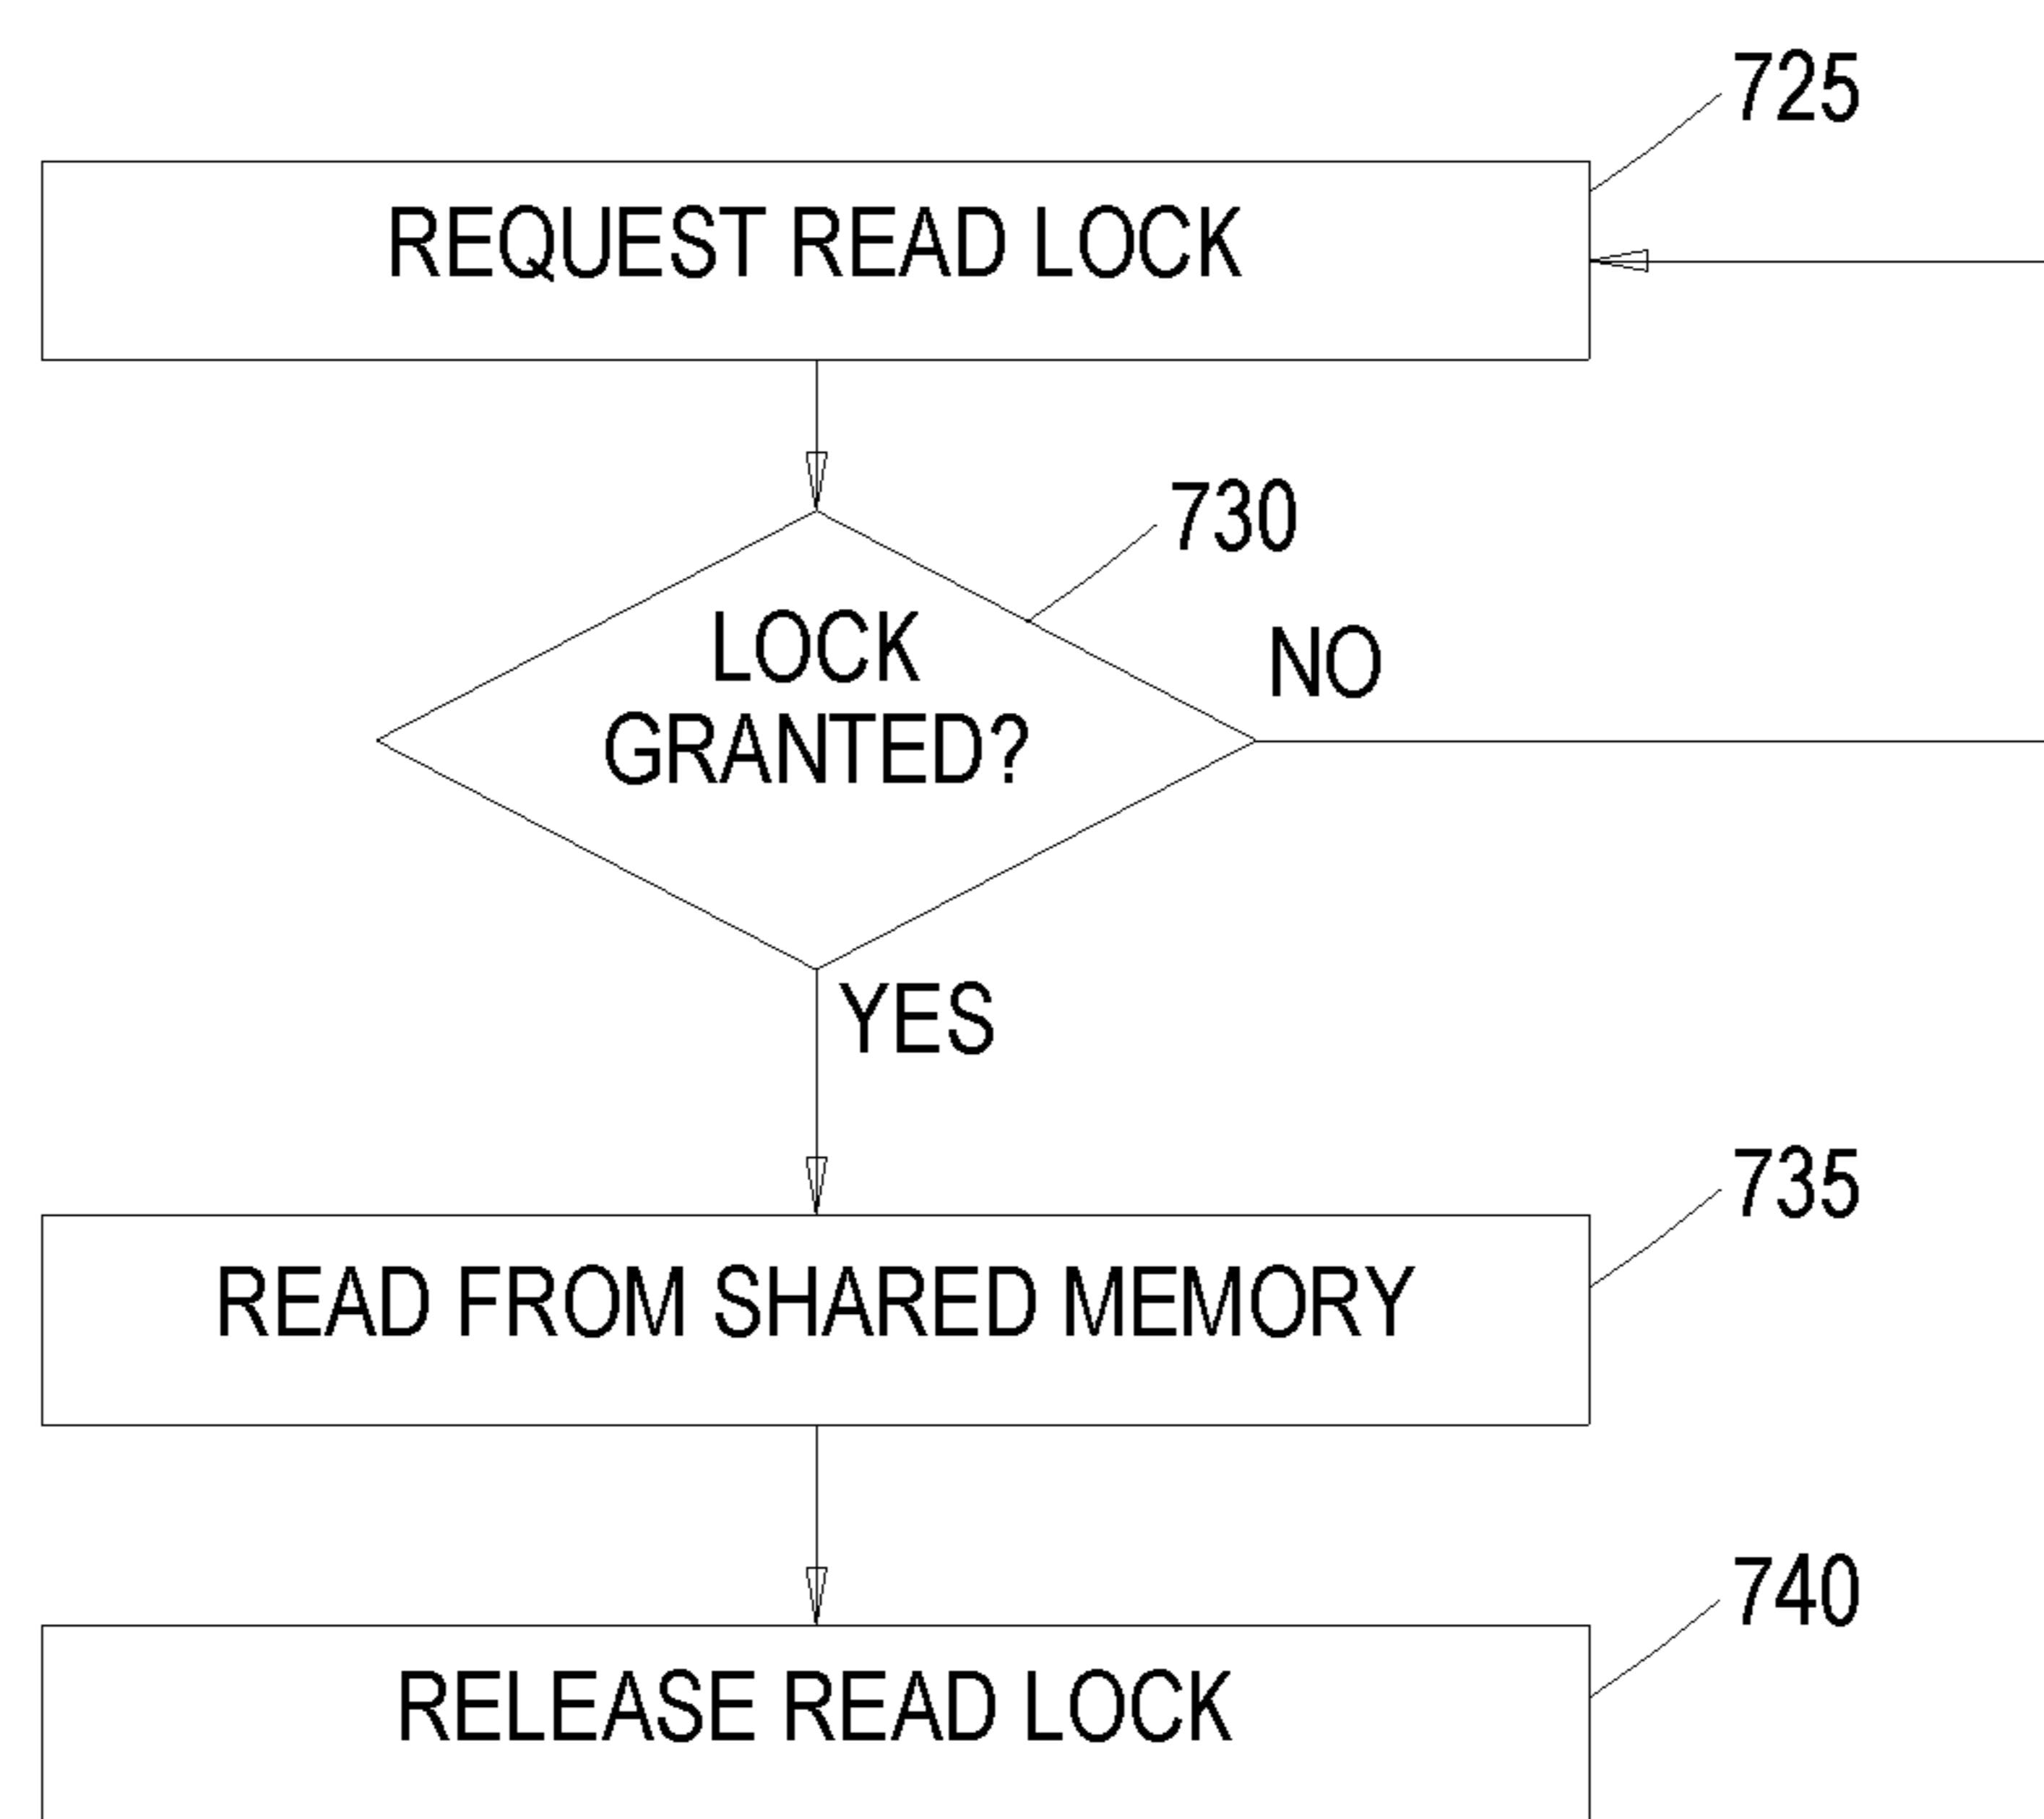 725
REQUEST READ LOCK
730
LOCK
GRANTED?
NO
YES
735
READ FROM SHARED MEMORY
740
RELEASE READ LOCK